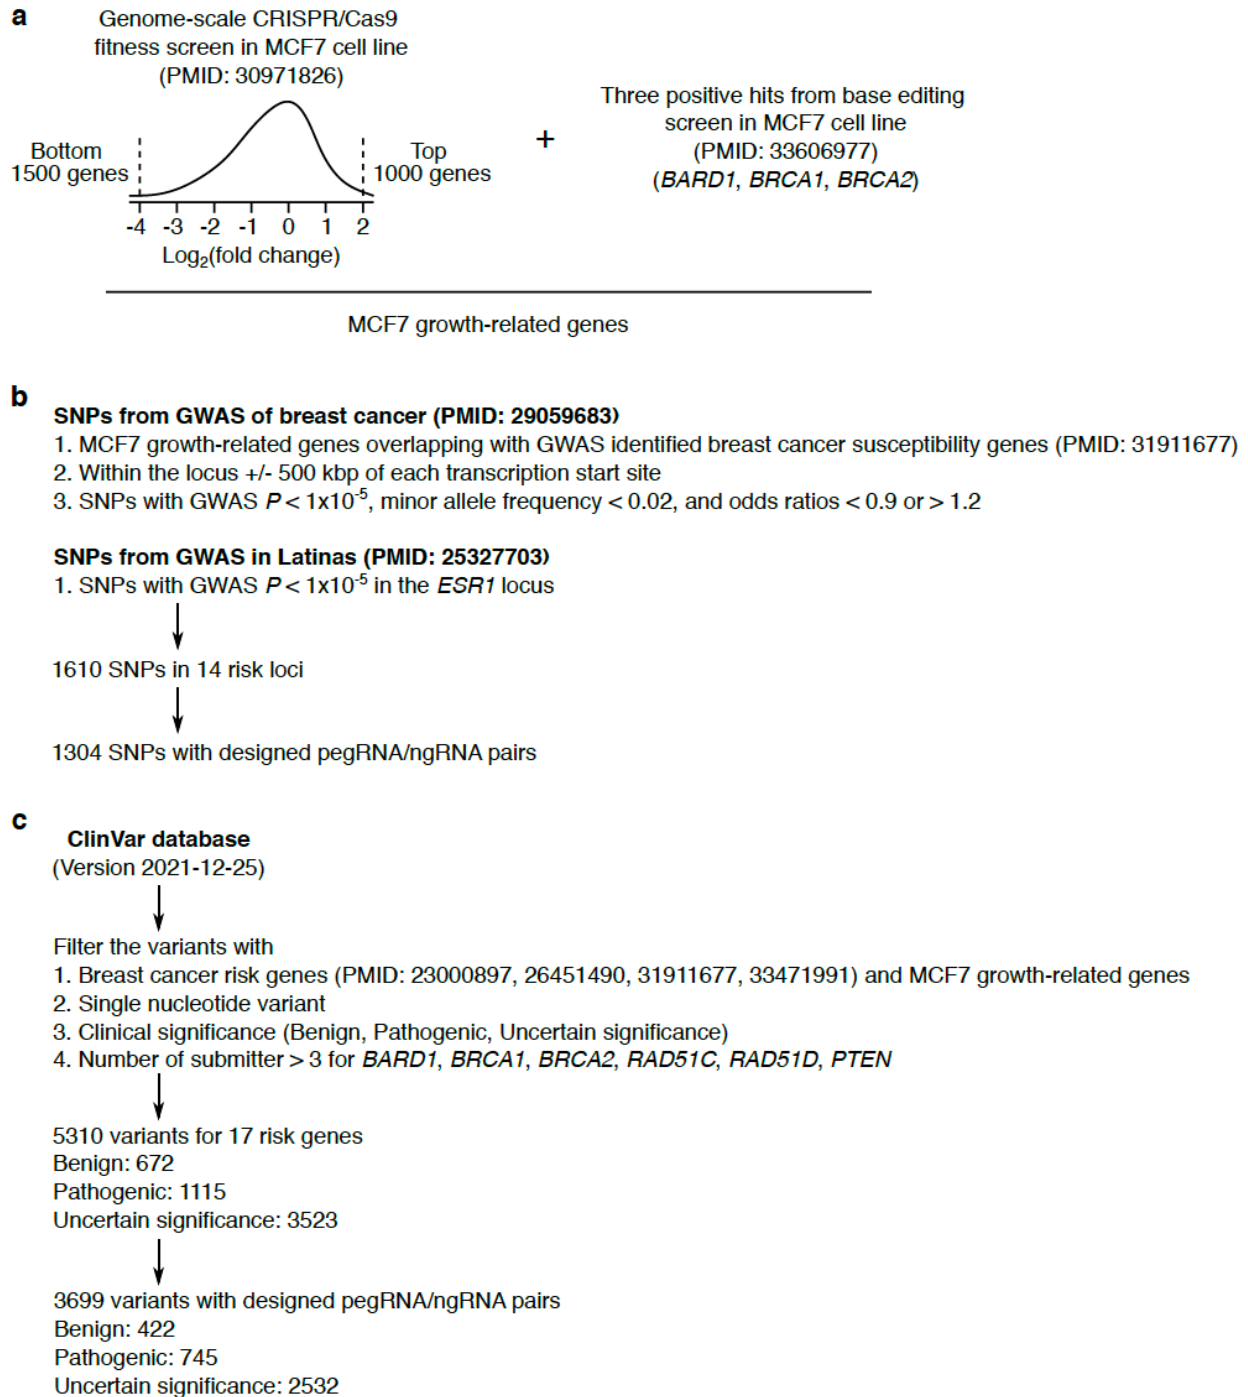 a
Genome-scale CRISPR/Cas9
fitness screen in MCF7 cell line
(PMID: 30971826)
Bottom
1500 genes
Top
1000 genes
-4 -3 -2 -1 0 1 2
Log2(fold change)
+
Three positive hits from base editing
screen in MCF7 cell line
(PMID: 33606977)
(BARD1, BRCA1, BRCA2)
MCF7 growth-related genes
b
SNPs from GWAS of breast cancer (PMID: 29059683)
1. MCF7 growth-related genes overlapping with GWAS identified breast cancer susceptibility genes (PMID: 31911677)
2. Within the locus +/- 500 kbp of each transcription start site
3. SNPs with GWAS P < 1x10-5, minor allele frequency < 0.02, and odds ratios < 0.9 or > 1.2
SNPs from GWAS in Latinas (PMID: 25327703)
1. SNPs with GWAS P < 1x10-5 in the ESR1 locus
1610 SNPs in 14 risk loci
1304 SNPs with designed pegRNA/ngRNA pairs
c
ClinVar database
(Version 2021-12-25)
Filter the variants with
1. Breast cancer risk genes (PMID: 23000897, 26451490, 31911677, 33471991) and MCF7 growth-related genes
2. Single nucleotide variant
3. Clinical significance (Benign, Pathogenic, Uncertain significance)
4. Number of submitter > 3 for BARD1, BRCA1, BRCA2, RAD51C, RAD51D, PTEN
5310 variants for 17 risk genes
Benign: 672
Pathogenic: 1115
Uncertain significance: 3523
3699 variants with designed pegRNA/ngRNA pairs
Benign: 422
Pathogenic: 745
Uncertain significance: 2532